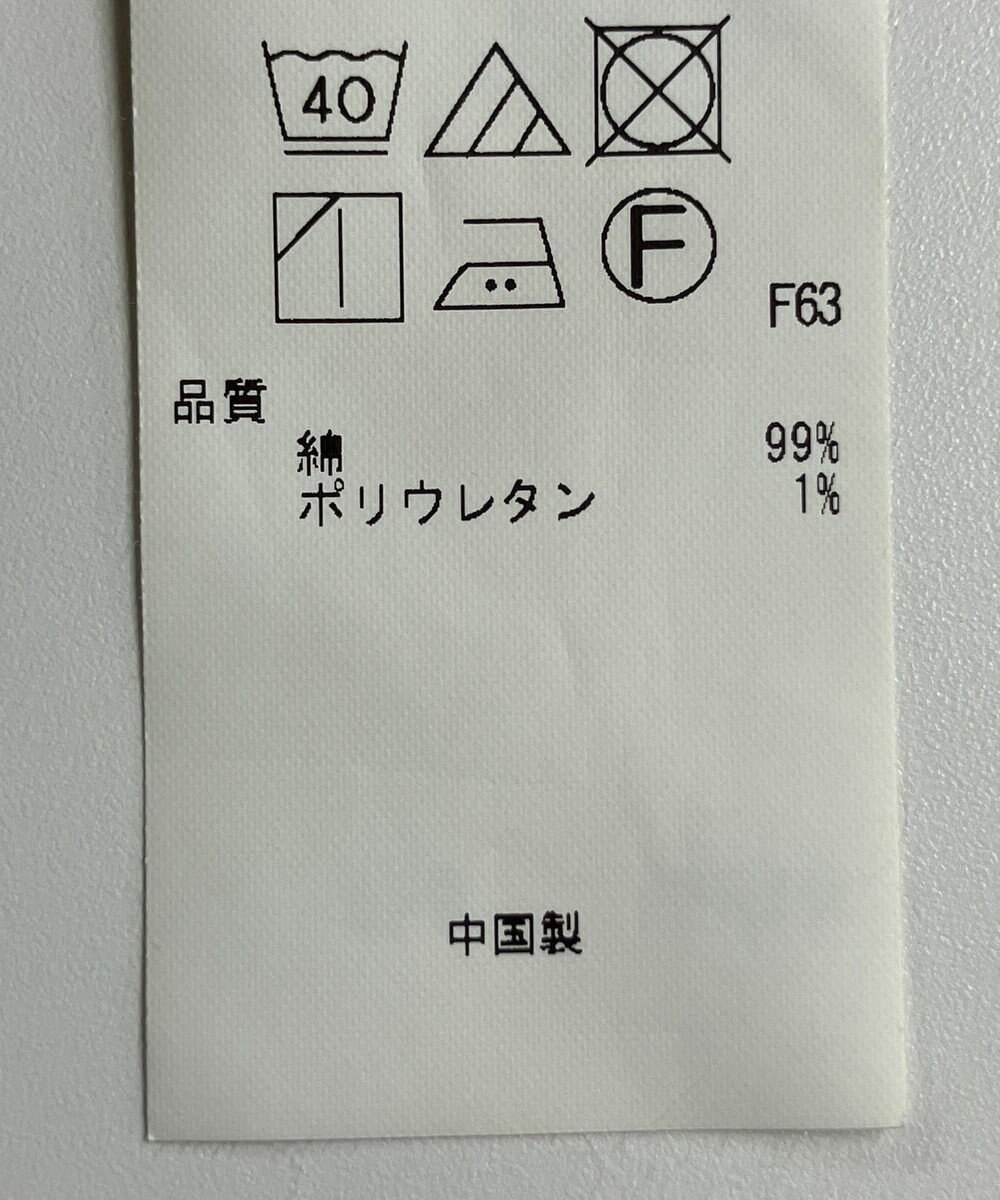 40
F
F63
品質
綿 99%
ポリウレタン 1%
中国製